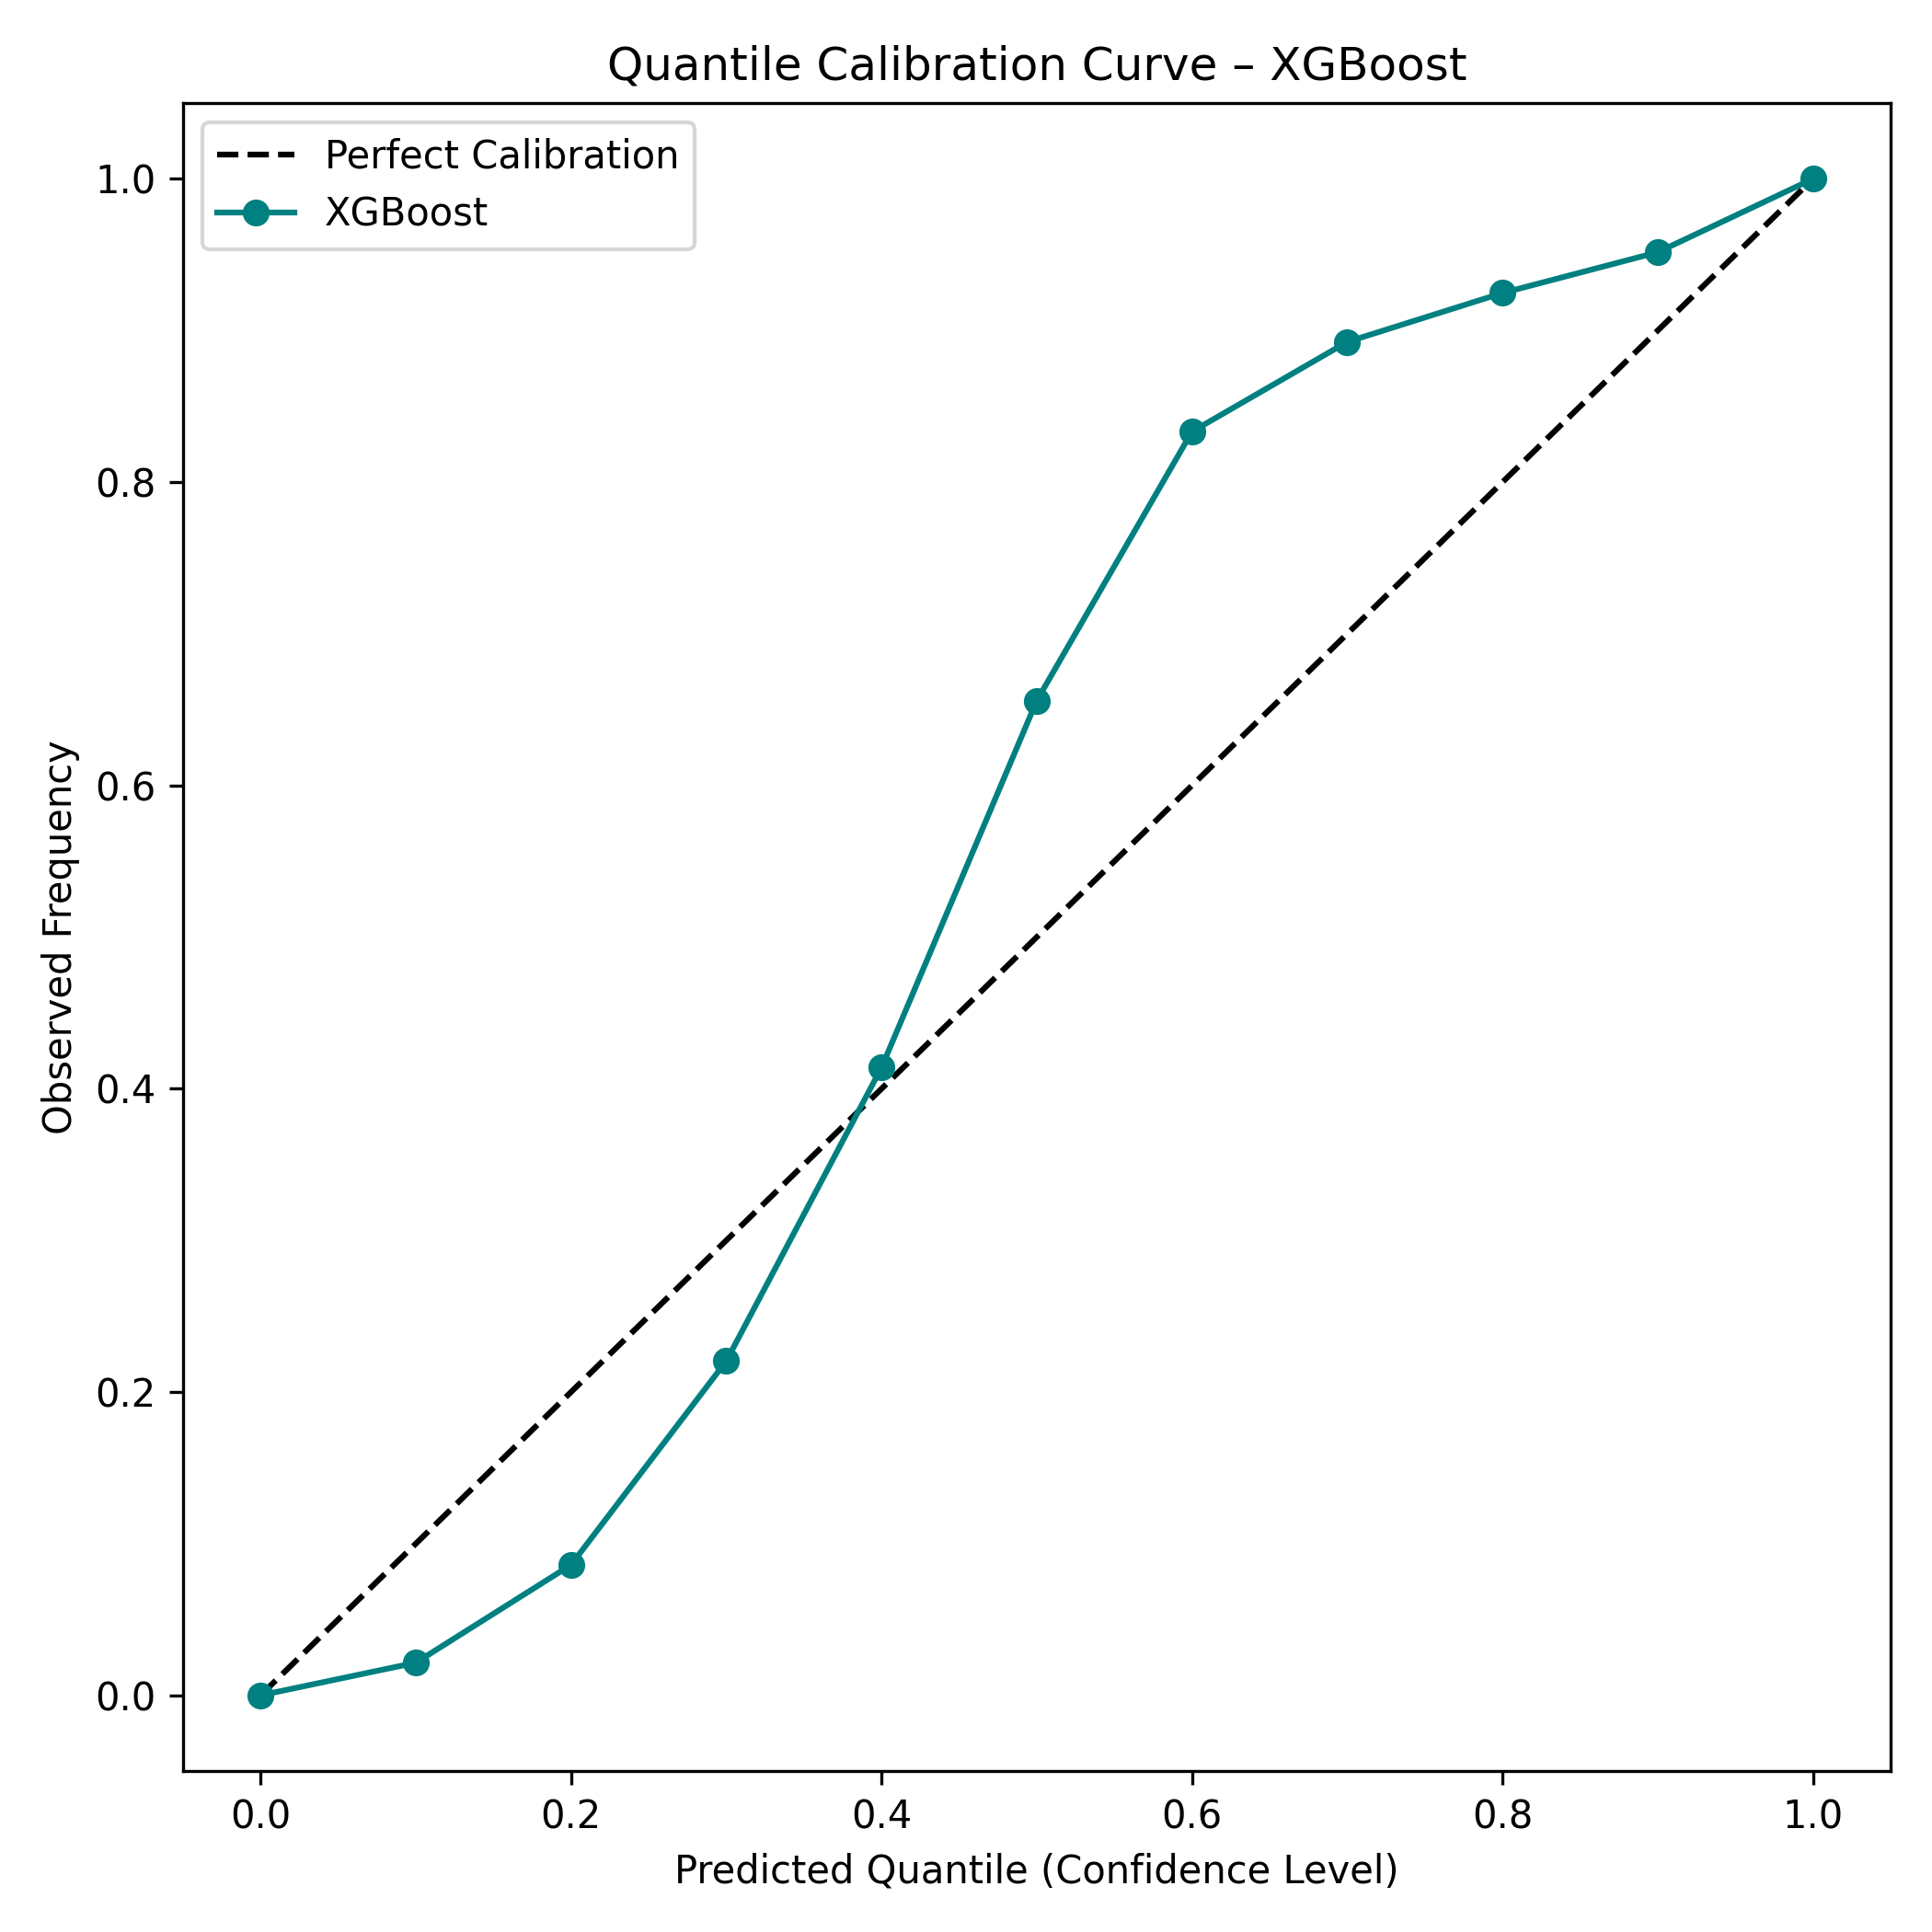 Quantile Calibration Curve – XGBoost
Perfect Calibration
XGBoost
1.0
0.8
0.6
0.4
0.2
0.0
Observed Frequency
0.0 0.2 0.4 0.6 0.8 1.0
Predicted Quantile (Confidence Level)